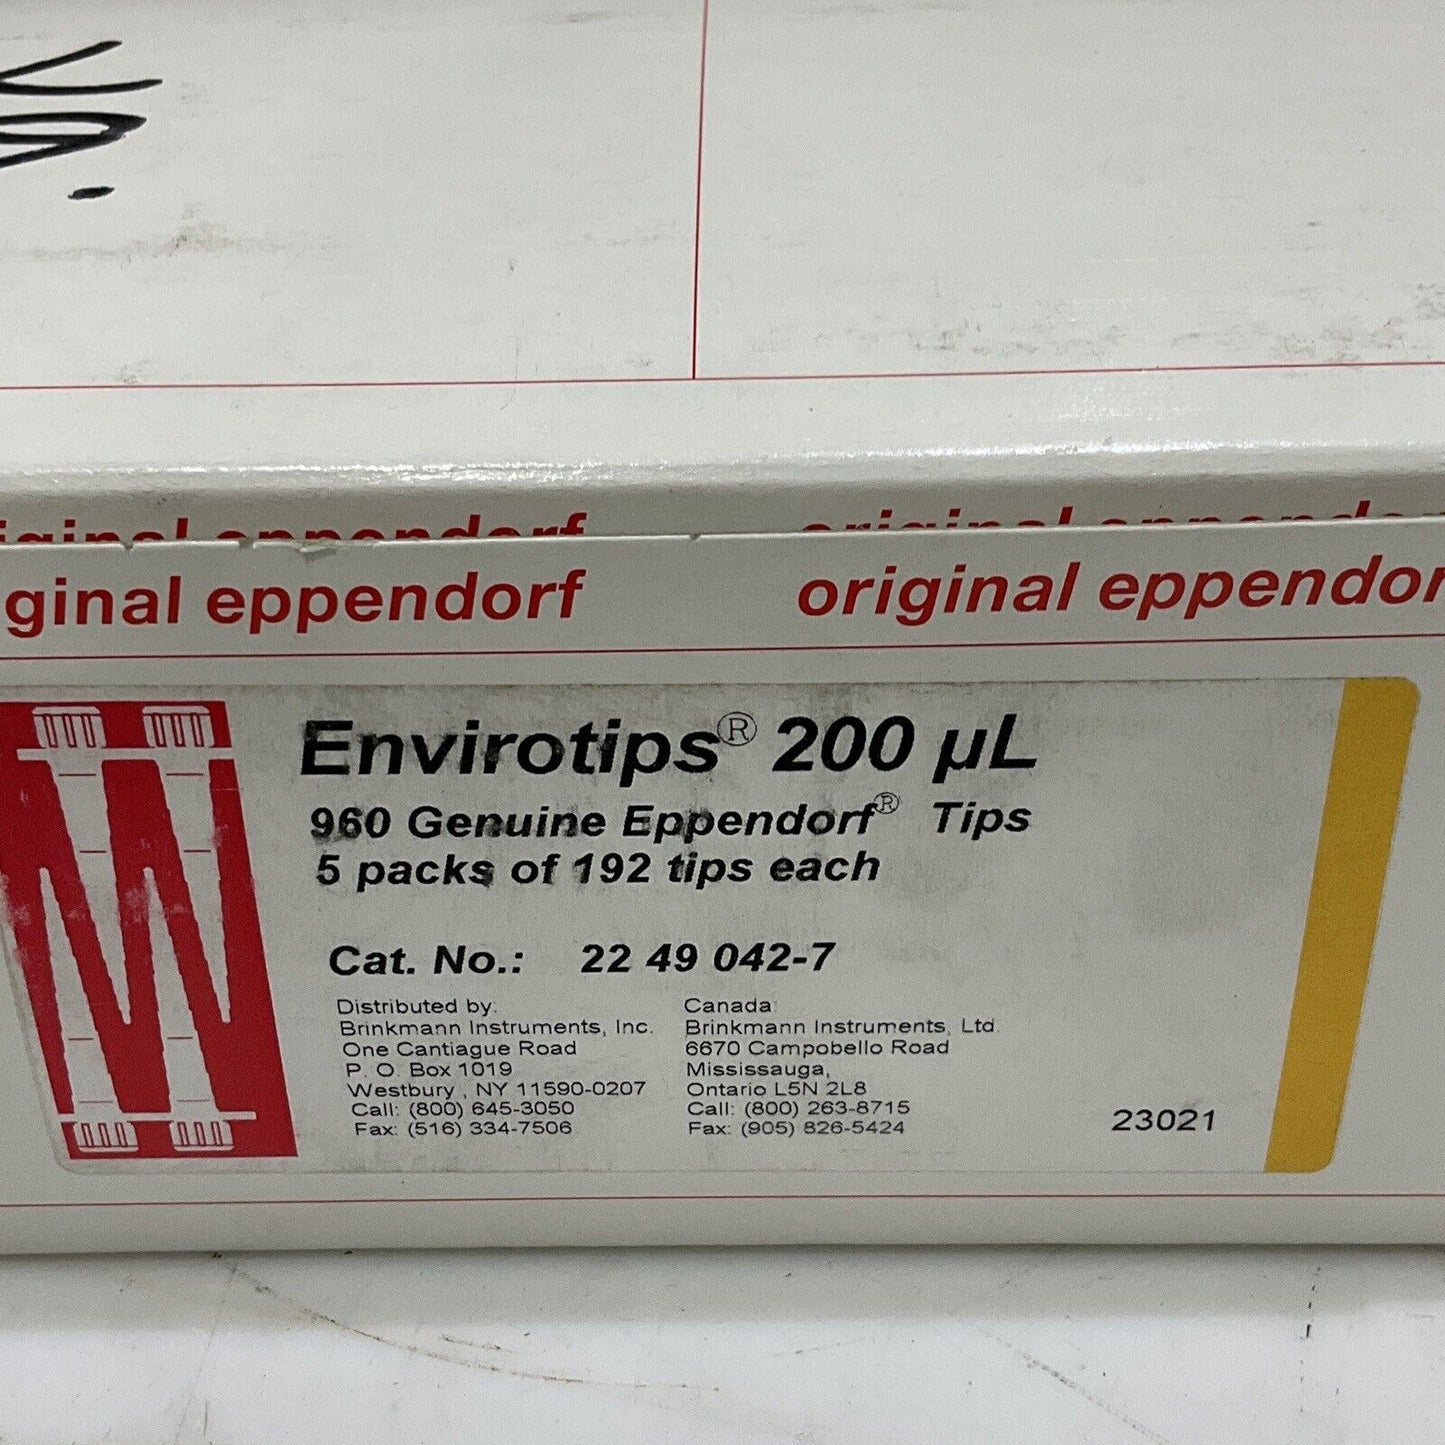 original eppendorf
ginal eppendorf original eppendor
Envirotips® 200 µL
960 Genuine Eppendorf® Tips
5 packs of 192 tips each
Cat. No.: 22 49 042-7
Distributed by:
Brinkmann Instruments, Inc.
One Cantiague Road
P. O. Box 1019
Westbury , NY 11590-0207
Call: (800) 645-3050
Fax: (516) 334-7506
Canada:
Brinkmann Instruments, Ltd.
6670 Campobello Road
Mississauga,
Ontario L5N 2L8
Call: (800) 263-8715
Fax: (905) 826-5424
23021